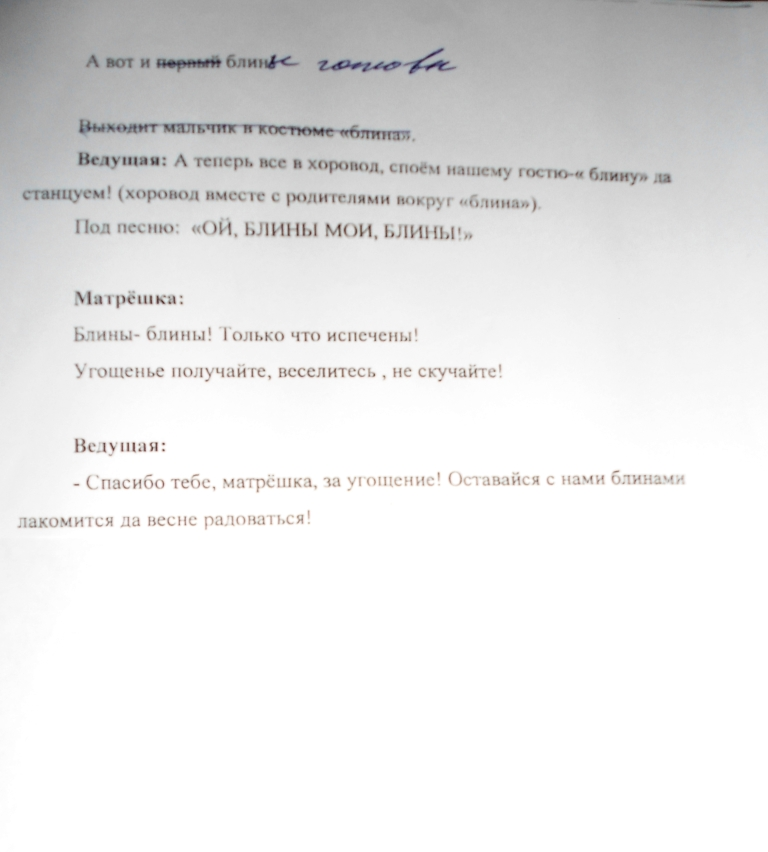 А вот и первый блины готовы
Выходит мальчик в костюме «блина».
Ведущая: А теперь все в хоровод, споём нашему гостю-« блину» да
станцуем! (хоровод вместе с родителями вокруг «блина»).
Под песню: «ОЙ, БЛИНЫ МОИ, БЛИНЫ!»
Матрёшка:
Блины- блины! Только что испечены!
Угощенье получайте, веселитесь , не скучайте!
Ведущая:
- Спасибо тебе, матрёшка, за угощение! Оставайся с нами блинами
лакомится да весне радоваться!